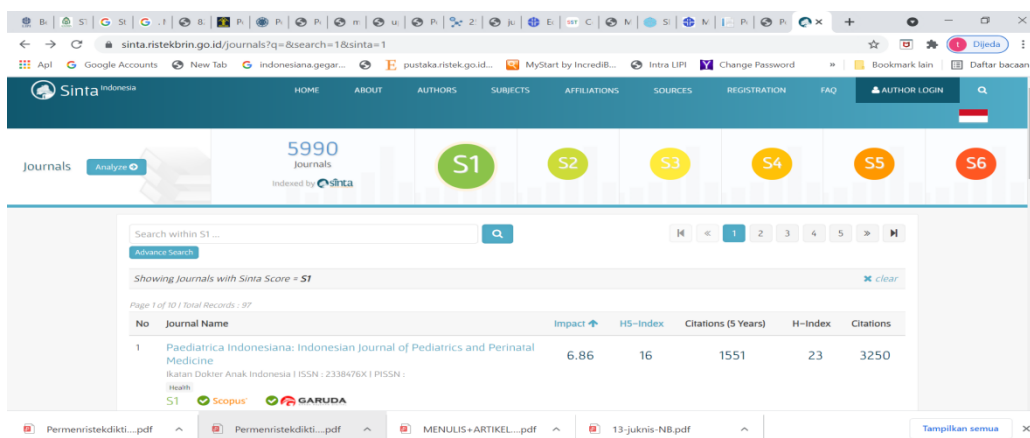 sinta.ristekbrin.go.id/journals?q=&search=1&sinta=1
t Dijeda
Apl Google Accounts New Tab indonesiana.gegar... pustaka.ristek.go.id... MyStart by IncrediB... Intra LIPI Change Password » Bookmark lain Daftar bacaan
Sinta Indonesia
HOME ABOUT AUTHORS SUBJECTS AFFILIATIONS SOURCES REGISTRATION FAQ AUTHOR LOGIN
Journals Analyze
5990
Journals
Indexed by sinta
S1 S2 S3 S4 S5 S6
Search within S1 ...
« 1 2 3 4 5 »
Advance Search
Showing Journals with Sinta Score = S1
clear
Page 1 of 10 | Total Records : 97
No Journal Name Impact H5-Index Citations (5 Years) H-Index Citations
1 Paediatrica Indonesiana: Indonesian Journal of Pediatrics and Perinatal 6.86 16 1551 23 3250
Medicine
Ikatan Dokter Anak Indonesia | ISSN : 2338476X | PISSN :
Health
S1 Scopus GARUDA
Permenristekdikti....pdf Permenristekdikti....pdf MENULIS+ARTIKEL....pdf 13-juknis-NB.pdf Tampilkan semua